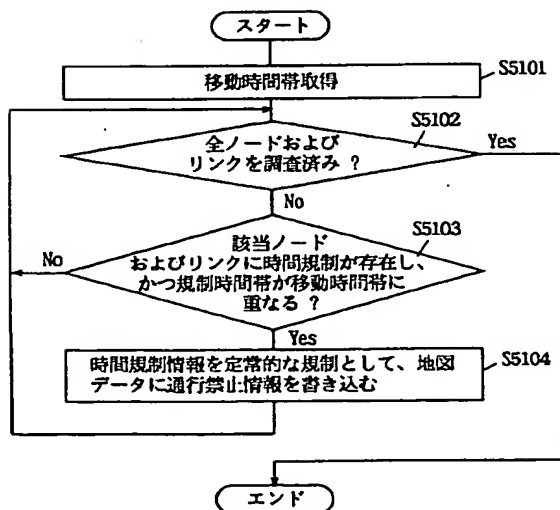 スタート
移動時間帯取得
S5101
全ノードおよび
リンクを調査済み ?
S5102
Yes
No
該当ノード
およびリンクに時間規制が存在し、
かつ規制時間帯が移動時間帯に
重なる ?
S5103
No
Yes
時間規制情報を定常的な規制として、地図
データに通行禁止情報を書き込む
S5104
エンド